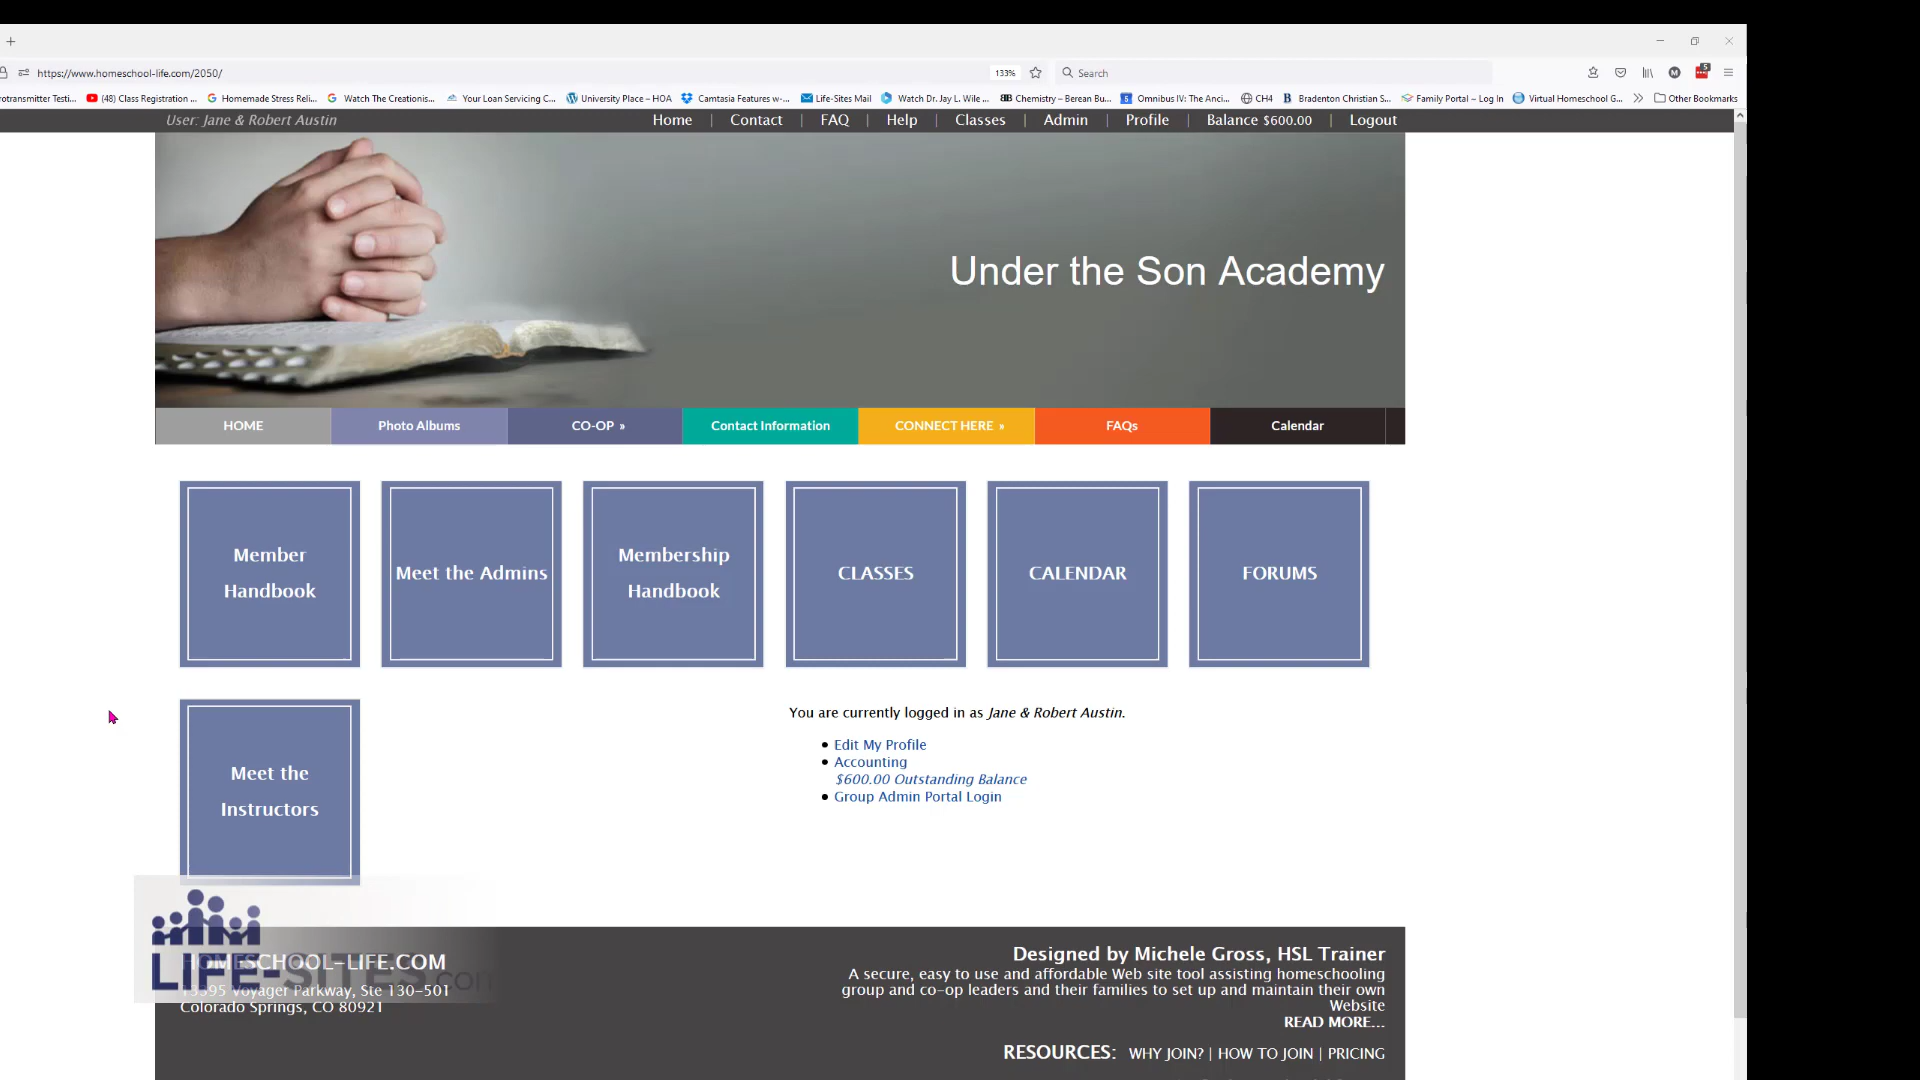 https://www.homeschool-life.com/2050/
133%
Search
5
M
otransmitter Testi...
(48) Class Registration ...
Homemade Stress Reli...
Watch The Creationis...
Your Loan Servicing C...
University Place – HOA
Camtasia Features w-...
Life-Sites Mail
Watch Dr. Jay L. Wile ...
Chemistry – Berean Bu...
Omnibus IV: The Anci...
CH4
Bradenton Christian S...
Family Portal – Log In
Virtual Homeschool G...
Other Bookmarks
User: Jane & Robert Austin
Home | Contact | FAQ | Help | Classes | Admin | Profile | Balance $600.00 | Logout
Under the Son Academy
HOME
Photo Albums
CO-OP »
Contact Information
CONNECT HERE »
FAQs
Calendar
Member
Handbook
Meet the Admins
Membership
Handbook
CLASSES
CALENDAR
FORUMS
Meet the
Instructors
You are currently logged in as Jane & Robert Austin.
Edit My Profile
Accounting
$600.00 Outstanding Balance
Group Admin Portal Login
HOMESCHOOL-LIFE.COM
LIFE-SITES.com
13395 Voyager Parkway, Ste 130-501
Colorado Springs, CO 80921
Designed by Michele Gross, HSL Trainer
A secure, easy to use and affordable Web site tool assisting homeschooling
group and co-op leaders and their families to set up and maintain their own
Website
READ MORE...
RESOURCES: WHY JOIN? | HOW TO JOIN | PRICING